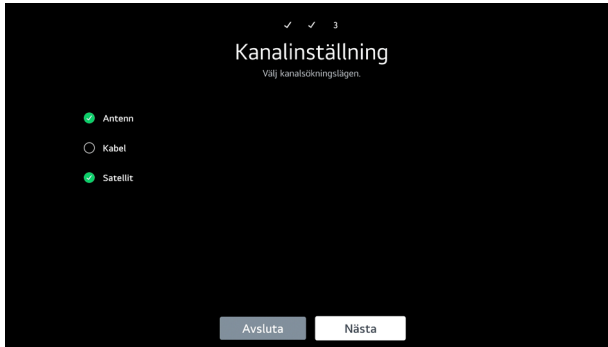 ✓ ✓ 3
Kanalinställning
Välj kanalsökningslägen.
Antenn
Kabel
Satellit
Avsluta Nästa